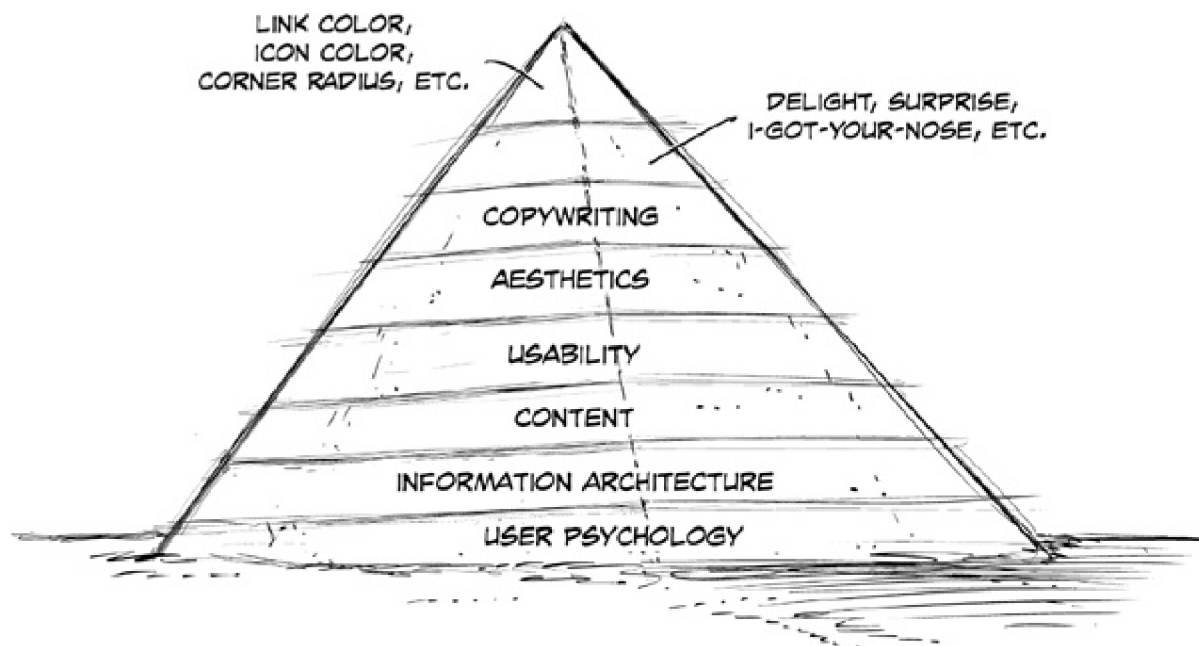 LINK COLOR,
ICON COLOR,
CORNER RADIUS, ETC.
DELIGHT, SURPRISE,
I-GOT-YOUR-NOSE, ETC.
COPYWRITING
AESTHETICS
USABILITY
CONTENT
INFORMATION ARCHITECTURE
USER PSYCHOLOGY